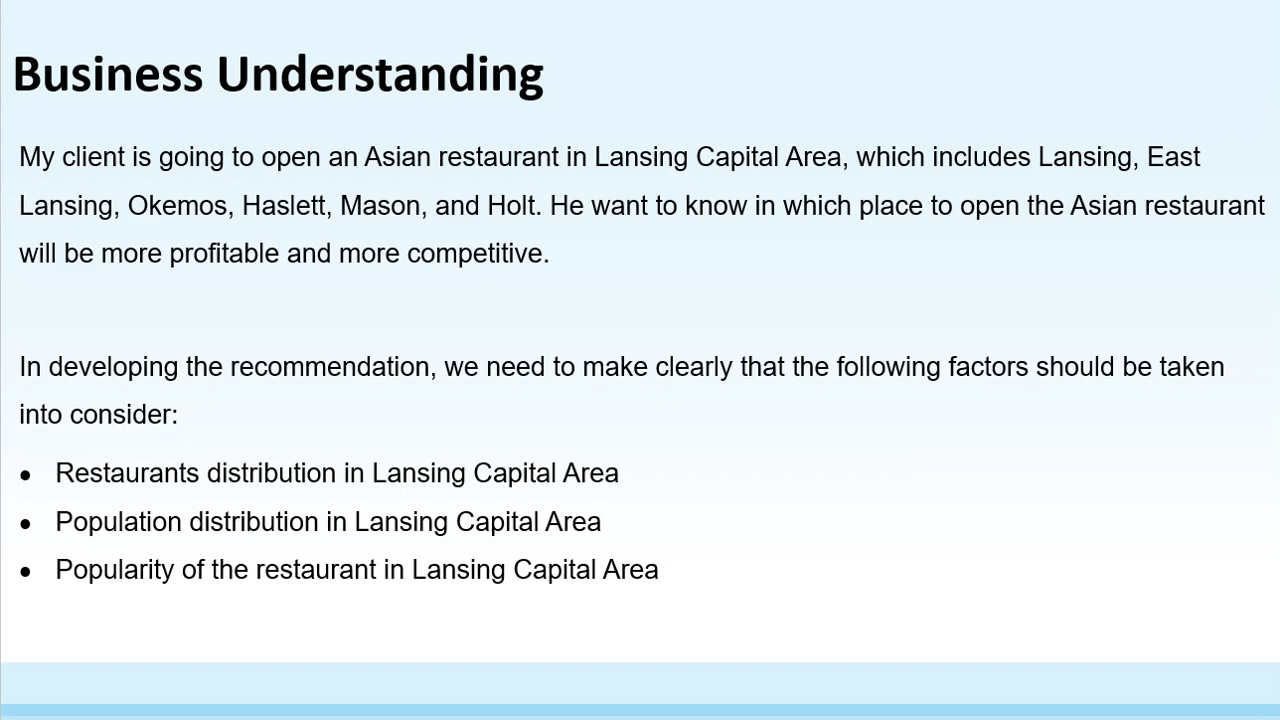 Business Understanding
My client is going to open an Asian restaurant in Lansing Capital Area, which includes Lansing, East
Lansing, Okemos, Haslett, Mason, and Holt. He want to know in which place to open the Asian restaurant
will be more profitable and more competitive.
In developing the recommendation, we need to make clearly that the following factors should be taken
into consider:
• Restaurants distribution in Lansing Capital Area
• Population distribution in Lansing Capital Area
• Popularity of the restaurant in Lansing Capital Area